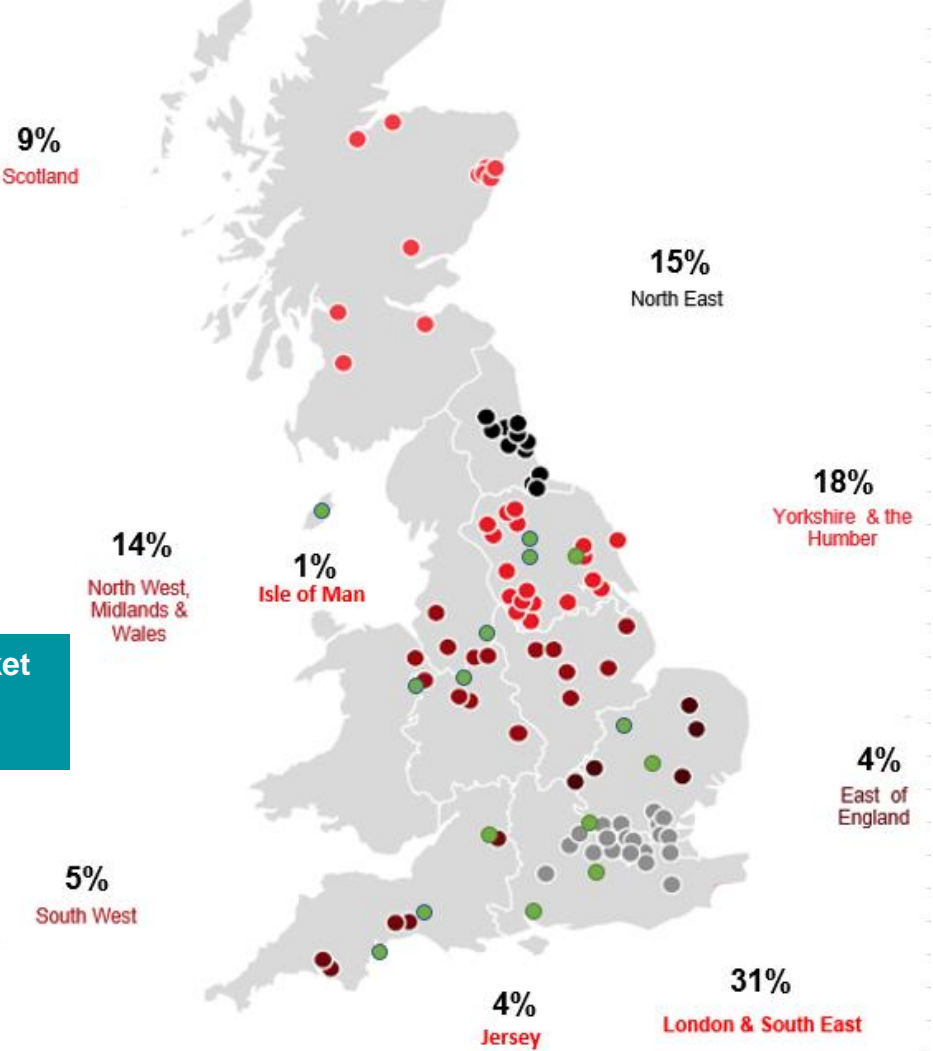 9%
Scotland
15%
North East
18%
Yorkshire & the
Humber
14%
North West,
Midlands &
Wales
1%
Isle of Man
4%
East of
England
5%
South West
4%
Jersey
31%
London & South East